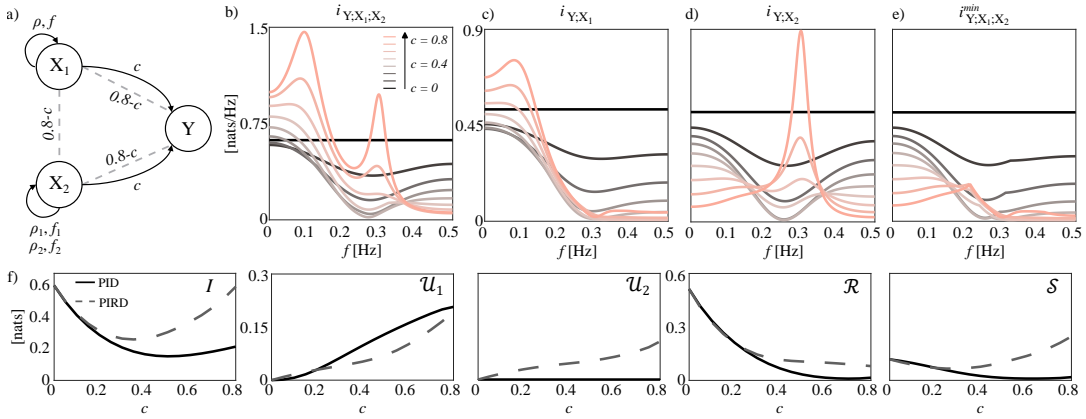 a)
ρ, f
X1
c
0.8-c
0.8-c
Y
0.8-c
X2
c
ρ1, f1
ρ2, f2
b)
iY;X1;X2
1.5
c = 0.8
c = 0.4
c = 0
[nats/Hz]
0.75
0
0 0.1 0.2 0.3 0.4 0.5
f [Hz]
c)
iY;X1
0.9
0.45
0
0 0.1 0.2 0.3 0.4 0.5
f [Hz]
d)
iY;X2
0 0.1 0.2 0.3 0.4 0.5
f [Hz]
e)
i^min Y;X1;X2
0 0.1 0.2 0.3 0.4 0.5
f [Hz]
f)
I
PID
PIRD
[nats]
0.6
0.4
0.2
0
0 0.2 0.4 0.6 0.8
c
U1
0.3
0.15
0
0 0.2 0.4 0.6 0.8
c
U2
0 0.2 0.4 0.6 0.8
c
R
0.6
0.3
0
0 0.2 0.4 0.6 0.8
c
S
0 0.2 0.4 0.6 0.8
c